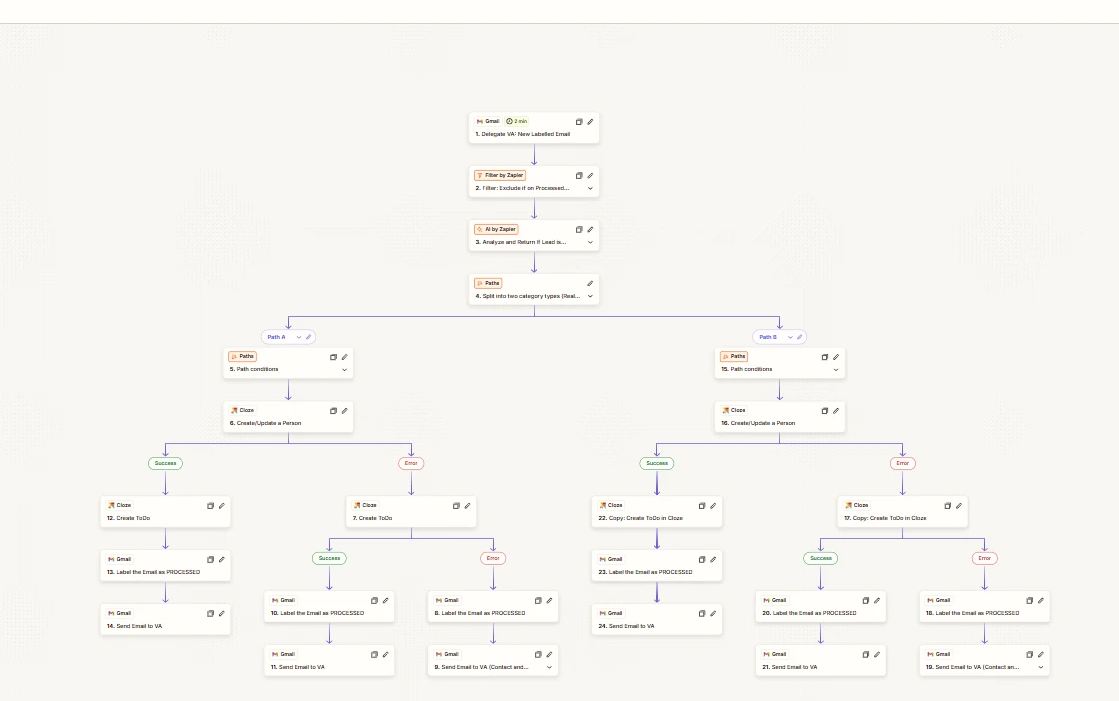 Gmail 2 min
1. Delegate VA: New Labelled Email
Filter by Zapier
2. Filter: Exclude if on Processed...
AI by Zapier
3. Analyze and Return if Lead is...
Paths
4. Split into two category types (Real...
Path A
Path B
Paths
5. Path conditions
Paths
15. Path conditions
Cloze
6. Create/Update a Person
Cloze
16. Create/Update a Person
Success
Error
Success
Error
Cloze
12. Create ToDo
Cloze
7. Create ToDo
Cloze
22. Copy: Create ToDo in Cloze
Cloze
17. Copy: Create ToDo in Cloze
Gmail
13. Label the Email as PROCESSED
Success
Error
Gmail
23. Label the Email as PROCESSED
Success
Error
Gmail
14. Send Email to VA
Gmail
10. Label the Email as PROCESSED
Gmail
8. Label the Email as PROCESSED
Gmail
24. Send Email to VA
Gmail
20. Label the Email as PROCESSED
Gmail
18. Label the Email as PROCESSED
Gmail
11. Send Email to VA
Gmail
9. Send Email to VA (Contact and...
Gmail
21. Send Email to VA
Gmail
19. Send Email to VA (Contact an...